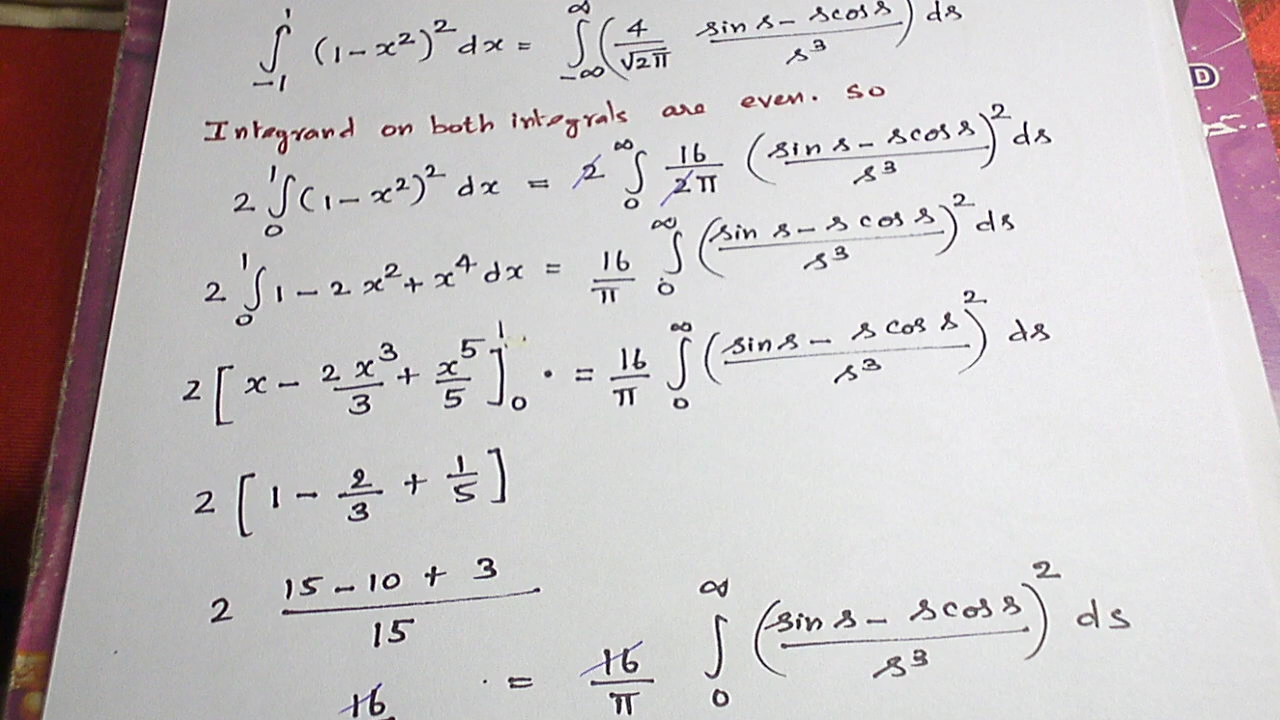 ∫_{-1}^{1} (1-x²)² dx = ∫_{-∞}^{∞} (4/√2π sin s - s cos s / s³) ds
Integrand on both integrals are even. so
2 ∫_0^1 (1-x²)² dx = 2 ∫_0^∞ 16/2π (sin s - s cos s / s³)² ds
2 ∫_0^1 1 - 2x² + x⁴ dx = 16/π ∫_0^∞ (sin s - s cos s / s³)² ds
2 [x - 2x³/3 + x⁵/5]_0^1 . = 16/π ∫_0^∞ (sin s - s cos s / s³)² ds
2 [1 - 2/3 + 1/5]
2 15 - 10 + 3 / 15
16 . = 16/π ∫_0^∞ (sin s - s cos s / s³)² ds
D